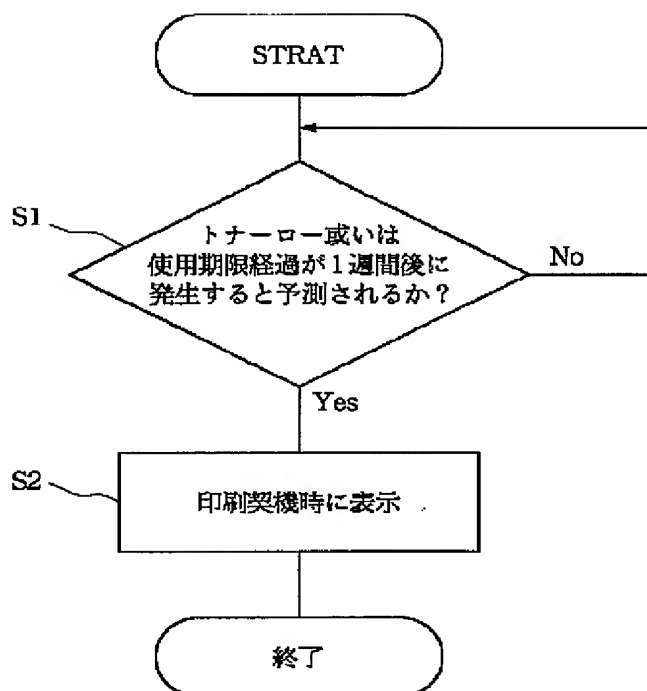 STRAT
S1
トナーロー或いは
使用期限経過が1週間後に
発生すると予測されるか？
No
Yes
S2
印刷契機時に表示
終了